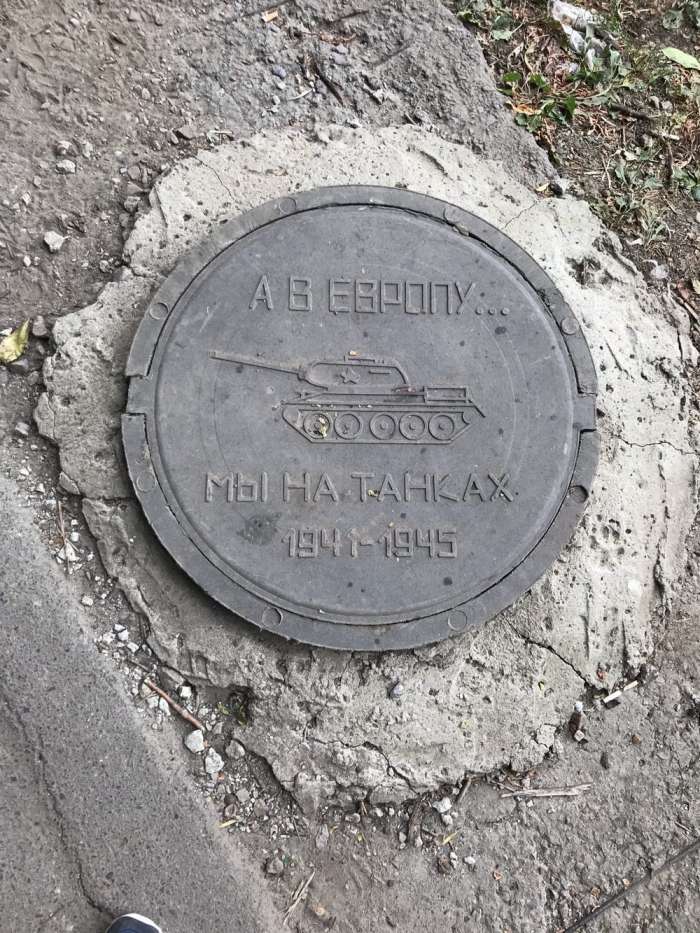 А В ЕВРОПУ...
МЫ НА ТАНКАХ
1941-1945